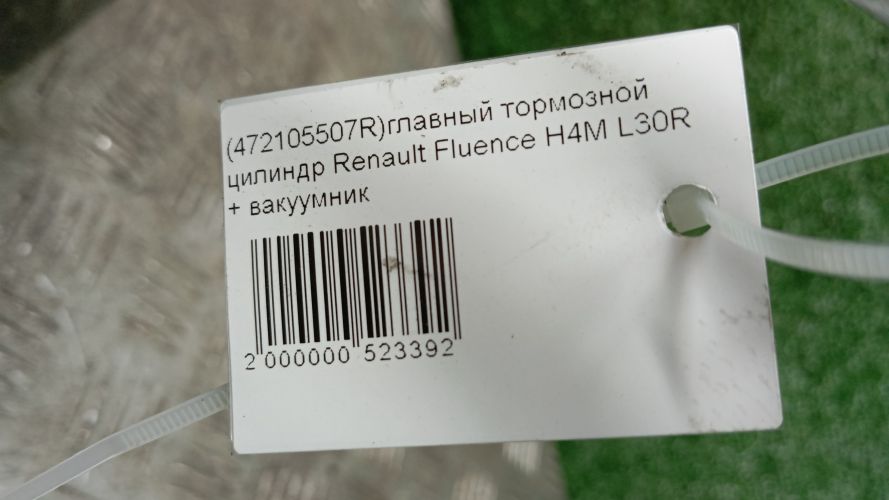 (472105507R)главный тормозной
цилиндр Renault Fluence H4M L30R
+ вакуумник
2 000000 523392